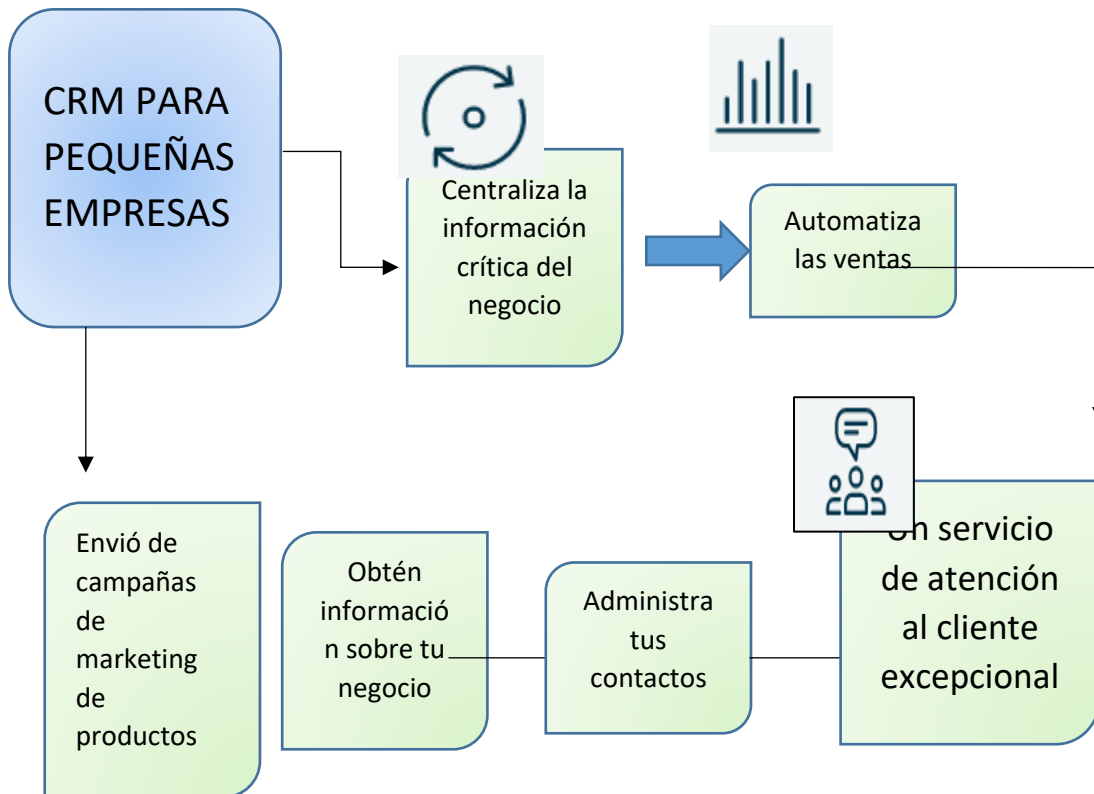 CRM PARA
PEQUEÑAS
EMPRESAS
Centraliza la
información
crítica del
negocio
Automatiza
las ventas
Un servicio
de atención
al cliente
excepcional
Administra
tus
contactos
Obtén
informació
n sobre tu
negocio
Envió de
campañas
de
marketing
de
productos